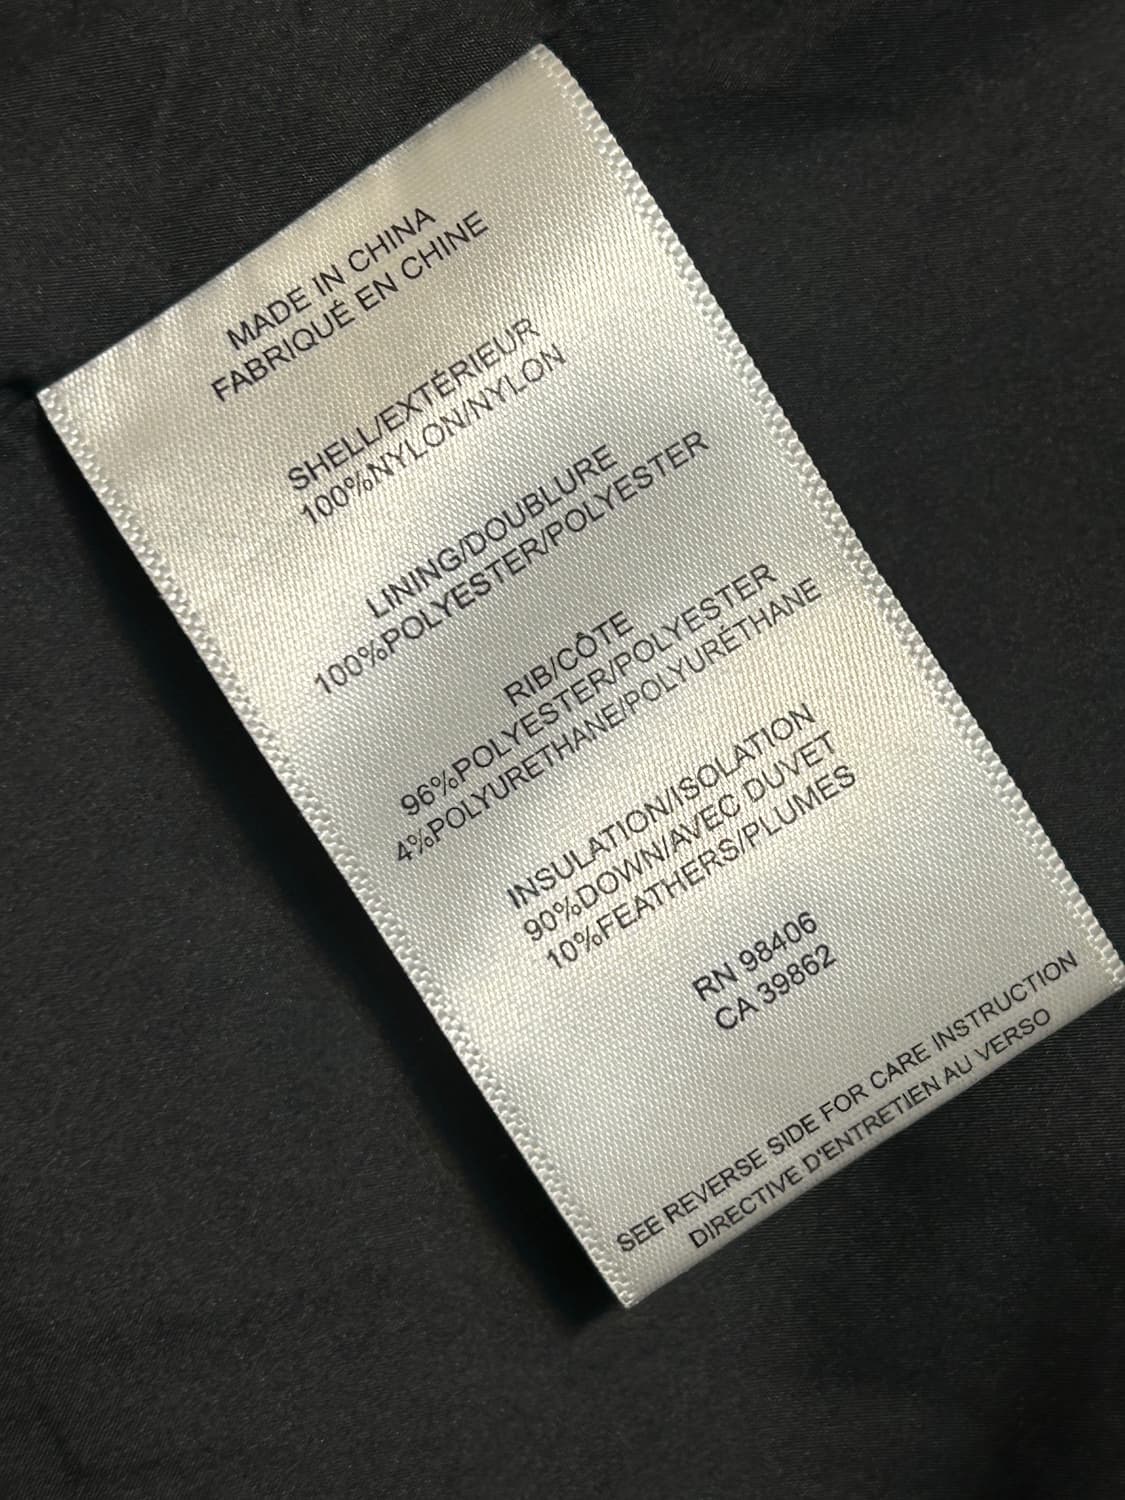 MADE IN CHINA
FABRIQUÉ EN CHINE
SHELL/EXTÉRIEUR
100%NYLON/NYLON
LINING/DOUBLURE
100%POLYESTER/POLYESTER
RIB/CÔTE
96%POLYESTER/POLYESTER
4%POLYURETHANE/POLYURÉTHANE
INSULATION/ISOLATION
90%DOWN/AVEC DUVET
10%FEATHERS/PLUMES
RN 98406
CA 39862
SEE REVERSE SIDE FOR CARE INSTRUCTION
DIRECTIVE D'ENTRETIEN AU VERSO